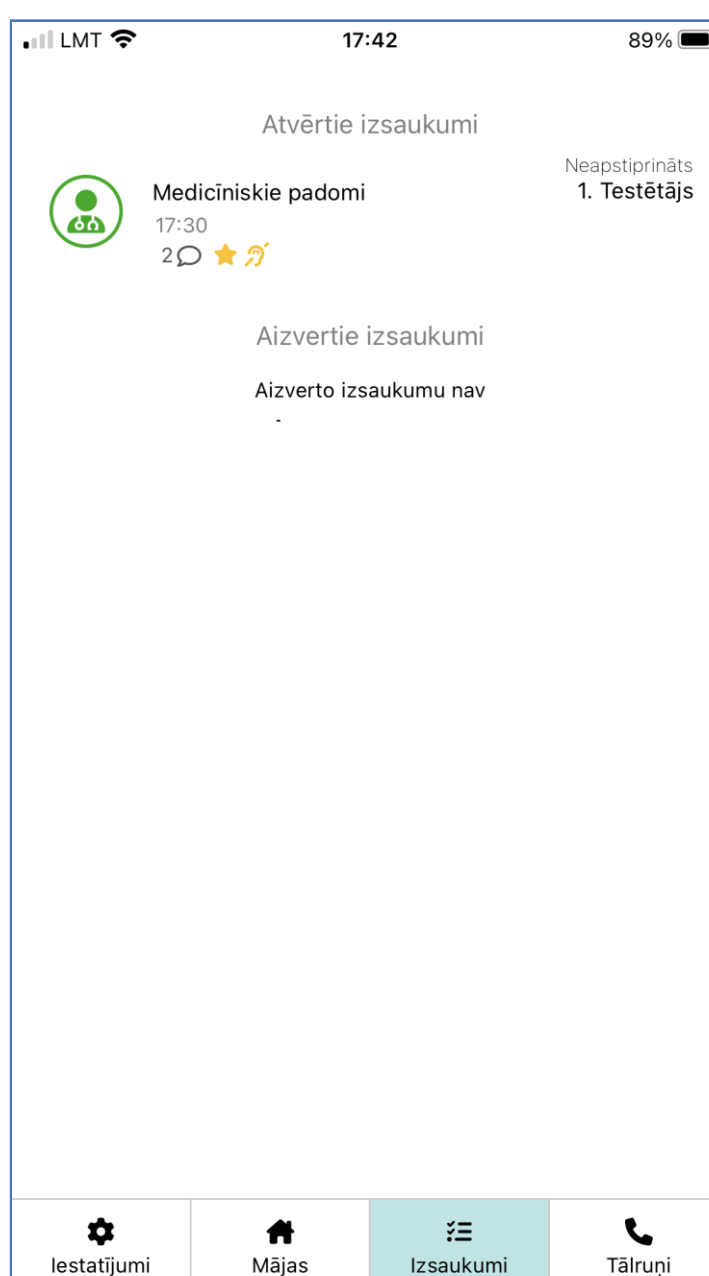 LMT 17:42 89%
Atvērtie izsaukumi
Neapstiprināts
Medicīniskie padomi 1. Testētājs
17:30
2
Aizvertie izsaukumi
Aizverto izsaukumu nav
Iestatījumi Mājas Izsaukumi Tālruņi